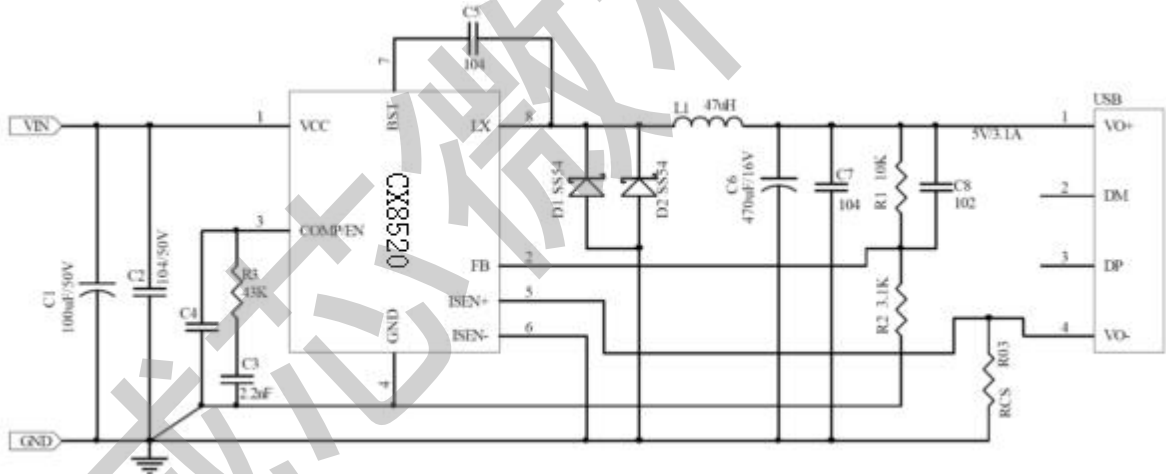 C5
104
7
VIN
1
VCC
BST
LX
8
L1
47uH
USB
1
VO+
5V/3.1A
CX8520
D1 SS54
D2 SS54
C6
470uF/16V
C7
104
R1 10K
C8
102
2
DM
3
COMP/EN
C1
100uF/50V
C2
104/50V
R3
43K
FB
2
3
DP
ISEN+
5
R2 3.1K
C4
GND
ISEN-
6
4
VO-
C3
2.2nF
4
R03
RCS
GND